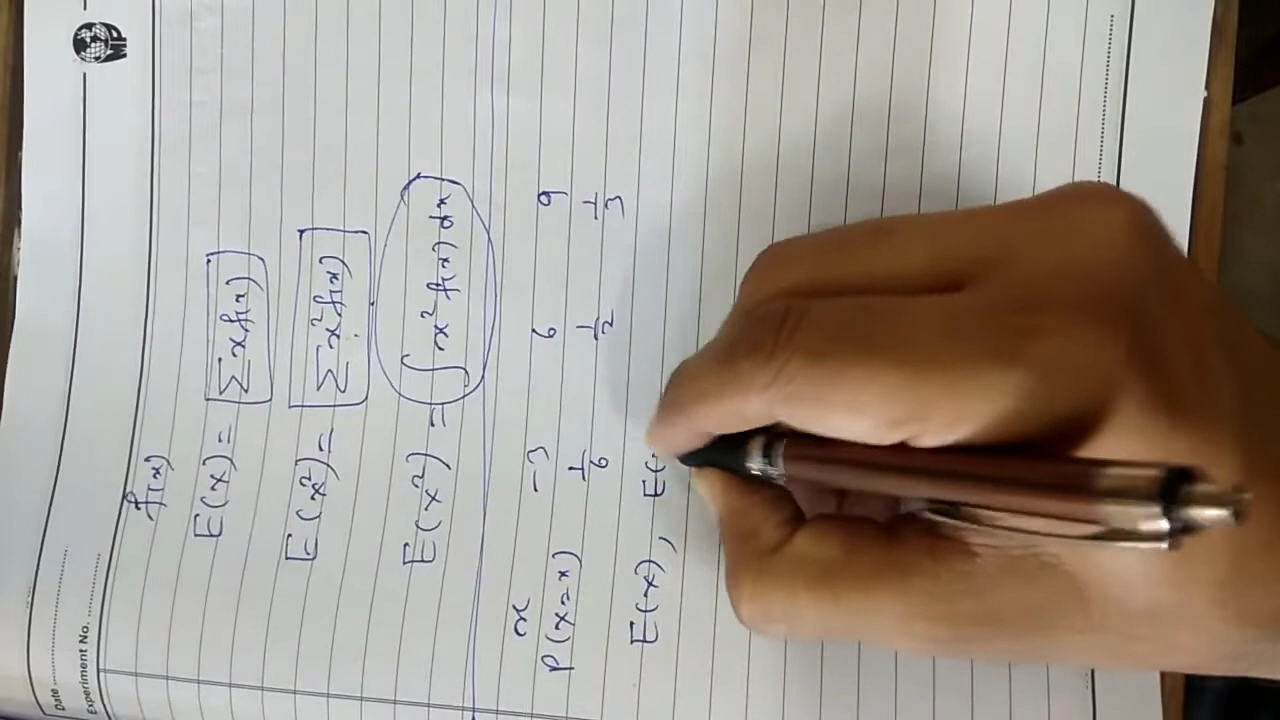 Date
Experiment No.
f(x)
E(x) = ∑x f(x)
E(x²) = ∑x² f(x)
E(x²) = ∫x² f(x) dx
x -3 6 9
P(x=x) 1/6 1/2 1/3
E(x), E(